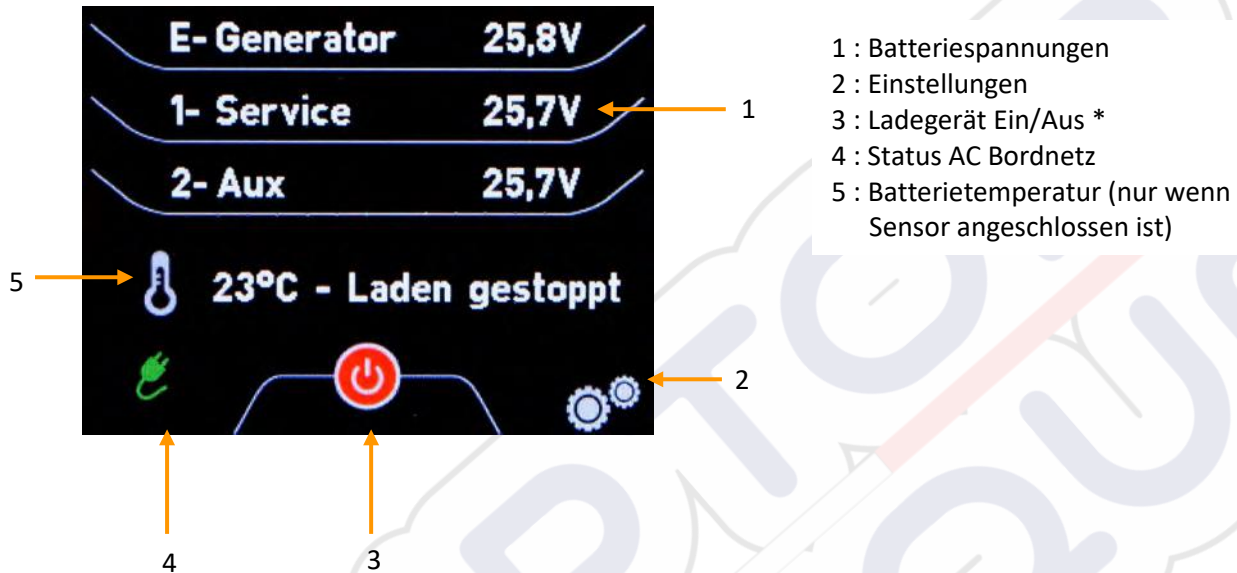 E- Generator 25,8V
1- Service 25,7V
2- Aux 25,7V
23°C - Laden gestoppt
1
5
2
4
3
1 : Batteriespannungen
2 : Einstellungen
3 : Ladegerät Ein/Aus *
4 : Status AC Bordnetz
5 : Batterietemperatur (nur wenn
Sensor angeschlossen ist)